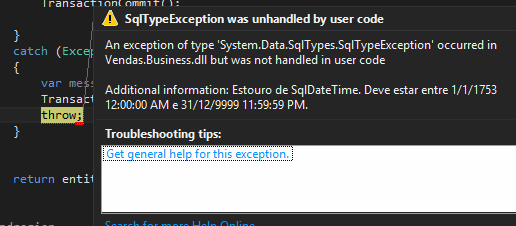 TransactionCommit();
SqlTypeException was unhandled by user code
}
catch (Excep
An exception of type 'System.Data.SqlTypes.SqlTypeException' occurred in
Vendas.Business.dll but was not handled in user code
{
var mess
Additional information: Estouro de SqlDateTime. Deve estar entre 1/1/1753
12:00:00 AM e 31/12/9999 11:59:59 PM.
Transac
throw;
}
Troubleshooting tips:
Get general help for this exception.
return entit
Search for more Help Online